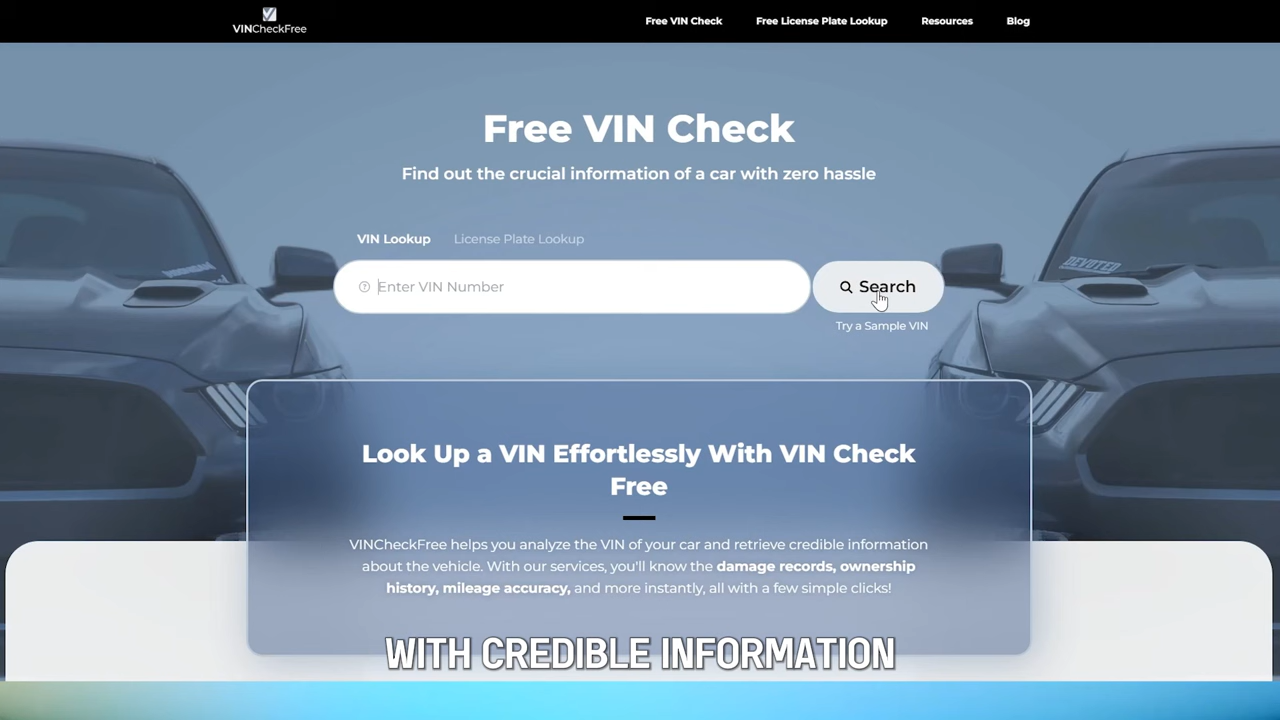 VINCheckFree
Free VIN Check
Free License Plate Lookup
Resources
Blog
Free VIN Check
Find out the crucial information of a car with zero hassle
VIN Lookup
License Plate Lookup
Enter VIN Number
Search
Try a Sample VIN
DEVOTED
Look Up a VIN Effortlessly With VIN Check
Free
VINCheckFree helps you analyze the VIN of your car and retrieve credible information
about the vehicle. With our services, you'll know the damage records, ownership
history, mileage accuracy, and more instantly, all with a few simple clicks!
WITH CREDIBLE INFORMATION